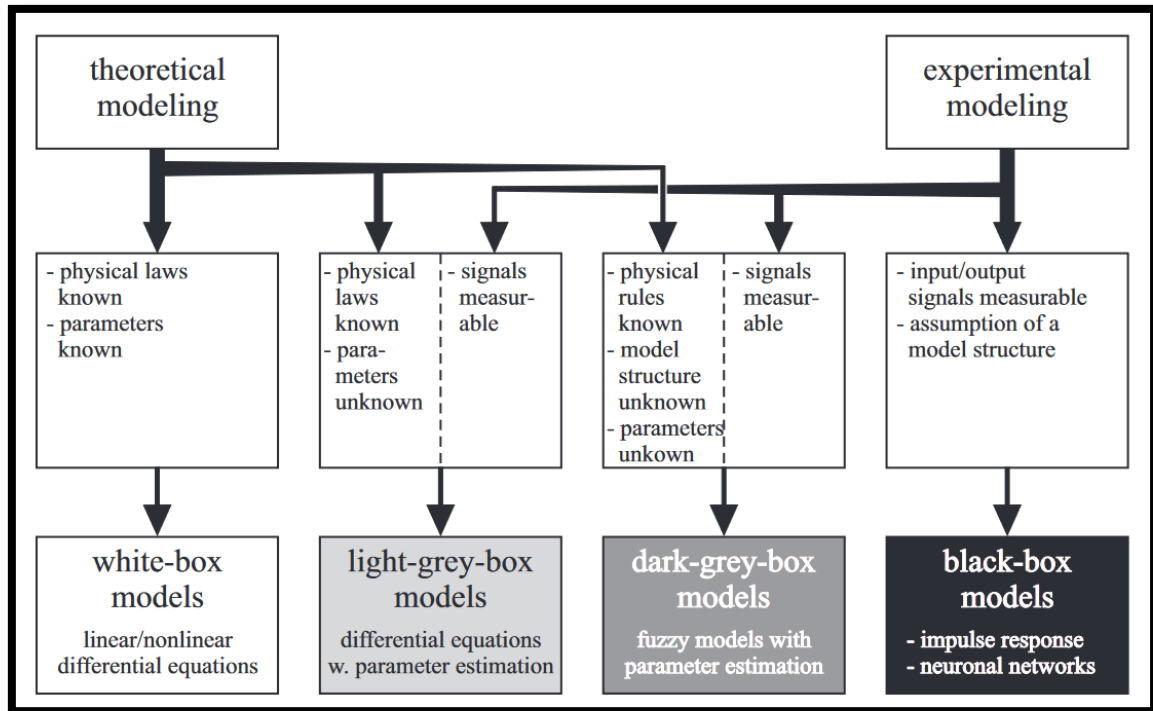 theoretical
modeling
experimental
modeling
- physical laws
known
- parameters
known
- physical
laws
known
- para-
meters
unknown
- signals
measur-
able
- physical
rules
known
- model
structure
unknown
- parameters
unkown
- signals
measur-
able
- input/output
signals measurable
- assumption of a
model structure
white-box
models
linear/nonlinear
differential equations
light-grey-box
models
differential equations
w. parameter estimation
dark-grey-box
models
fuzzy models with
parameter estimation
black-box
models
- impulse response
- neuronal networks